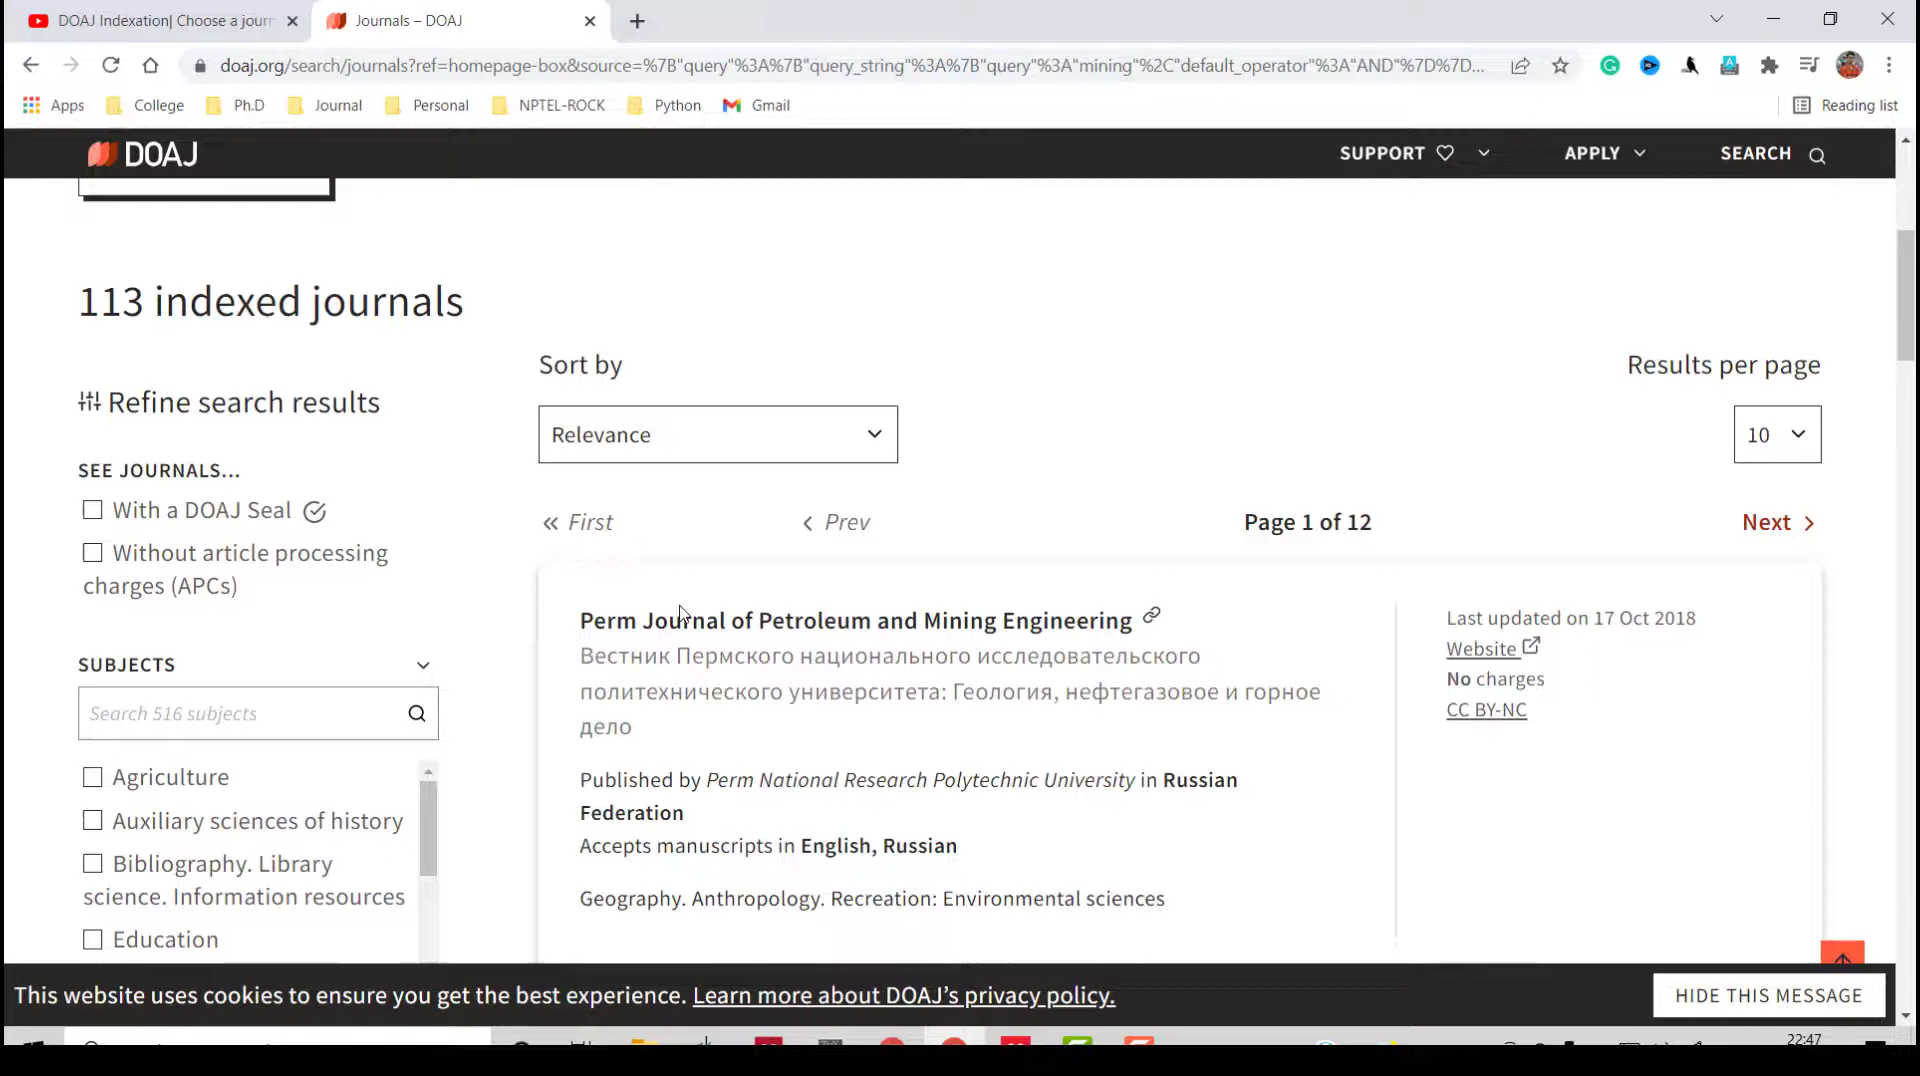 DOAJ Indexation| Choose a jour
Journals – DOAJ
doaj.org/search/journals?ref=homepage-box&source=%7B"query"%3A%7B"query_string"%3A%7B"query"%3A"mining"%2C"default_operator"%3A"AND"%7D%7D...
Apps College Ph.D Journal Personal NPTEL-ROCK Python Gmail Reading list
DOAJ SUPPORT APPLY SEARCH
113 indexed journals
Sort by Results per page
Refine search results
Relevance 10
SEE JOURNALS...
With a DOAJ Seal
« First ‹ Prev Page 1 of 12 Next ›
Without article processing
charges (APCs)
SUBJECTS
Search 516 subjects
Agriculture
Auxiliary sciences of history
Bibliography. Library
science. Information resources
Education
Perm Journal of Petroleum and Mining Engineering
Вестник Пермского национального исследовательского
политехнического университета: Геология, нефтегазовое и горное
дело
Published by Perm National Research Polytechnic University in Russian
Federation
Accepts manuscripts in English, Russian
Geography. Anthropology. Recreation: Environmental sciences
Last updated on 17 Oct 2018
Website
No charges
CC BY-NC
This website uses cookies to ensure you get the best experience. Learn more about DOAJ's privacy policy.
HIDE THIS MESSAGE
22:47